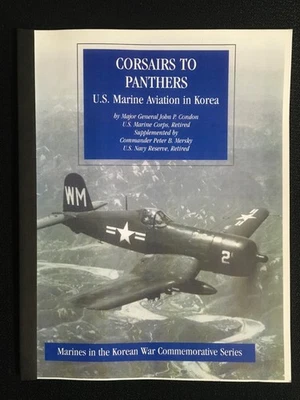 CORSAIRS TO
PANTHERS
U.S. Marine Aviation in Korea
by Major General John P. Condon
U.S. Marine Corps, Retired
Supplemented by
Commander Peter B. Mersky
U.S. Navy Reserve, Retired
WM
2
Marines in the Korean War Commemorative Series